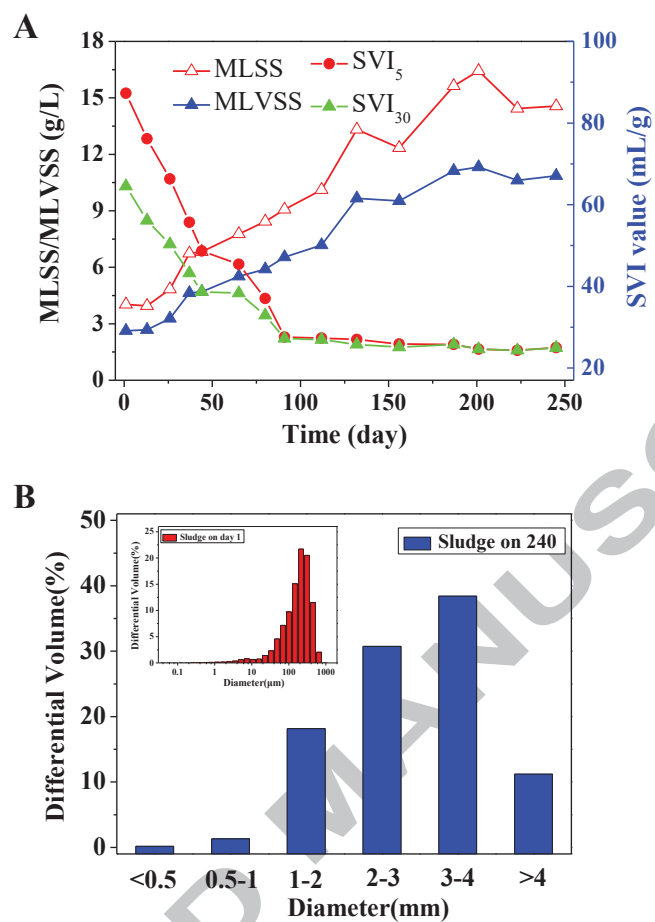 A
MLSS
SVI5
MLVSS
SVI30
MLSS/MLVSS (g/L)
18
15
12
9
6
3
0
SVI value (mL/g)
100
80
60
40
20
0 50 100 150 200 250
Time (day)
B
Differential Volume(%)
50
40
30
20
10
0
Sludge on 240
Sludge on day 1
Differential Volume(%)
25
20
15
10
5
0
0.1 1 10 100 1000
Diameter(μm)
<0.5 0.5-1 1-2 2-3 3-4 >4
Diameter(mm)
D MANUS